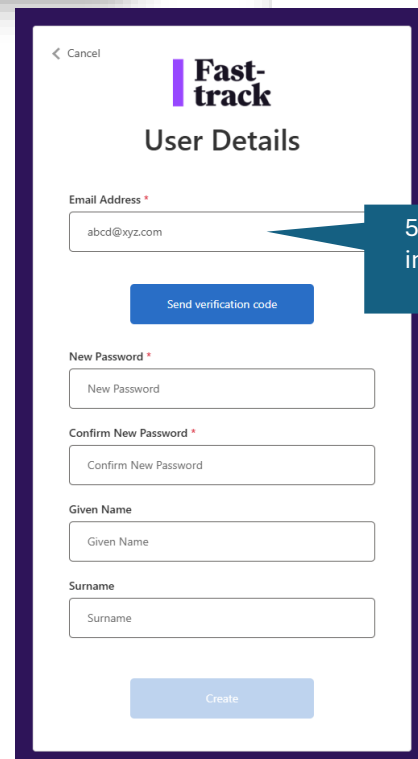 Cancel
Fast-
track
User Details
Email Address *
abcd@xyz.com
5
Send verification code
New Password *
New Password
Confirm New Password *
Confirm New Password
Given Name
Given Name
Surname
Surname
Create